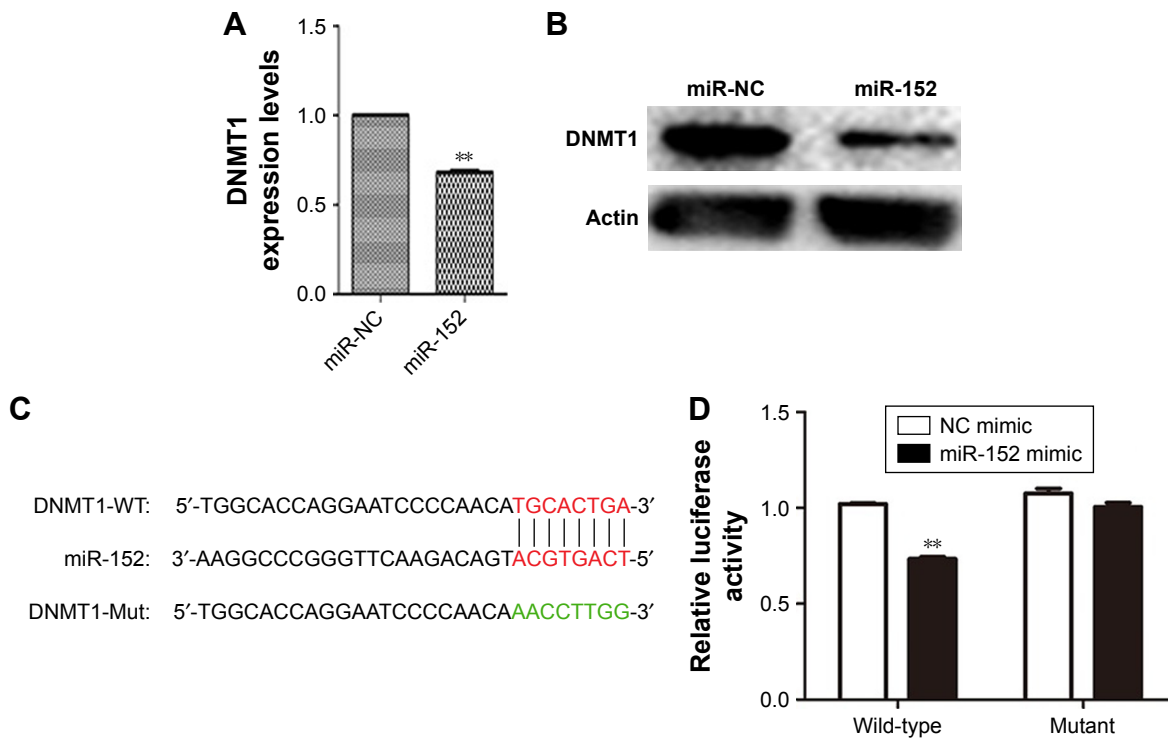 A
DNMT1
expression levels
1.5
1.0
0.5
0.0
**
miR-NC
miR-152
B
miR-NC miR-152
DNMT1
Actin
C
DNMT1-WT: 5′-TGGCACCAGGAATCCCCAACATGCACTGA-3′
miR-152: 3′-AAGGCCCGGGTTCAAGACAGTACGTGACT-5′
DNMT1-Mut: 5′-TGGCACCAGGAATCCCCAACAAACCTTGG-3′
D
Relative luciferase
activity
1.5
1.0
0.5
0.0
NC mimic
miR-152 mimic
**
Wild-type Mutant